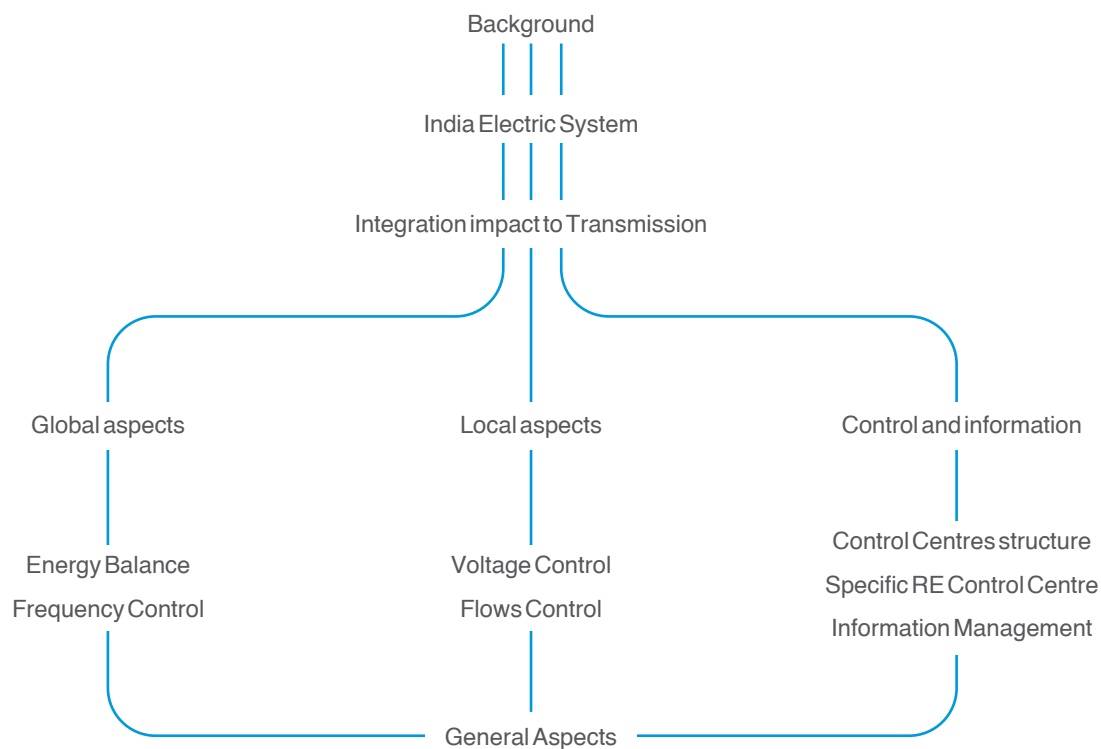 Background
India Electric System
Integration impact to Transmission
Global aspects
Local aspects
Control and information
Energy Balance
Frequency Control
Voltage Control
Flows Control
Control Centres structure
Specific RE Control Centre
Information Management
General Aspects